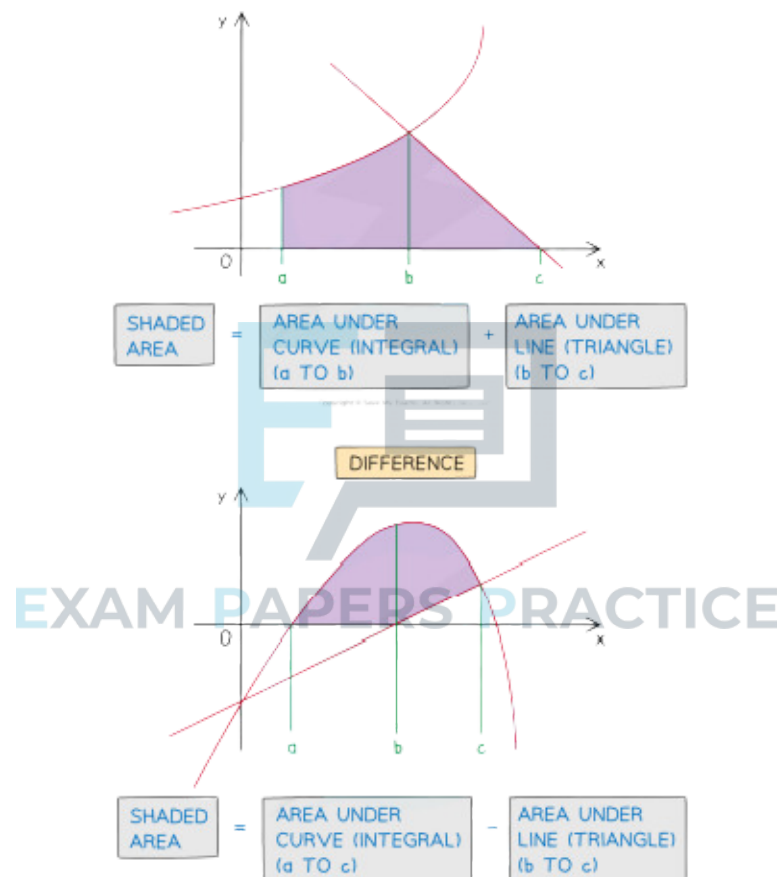 y
O
a
b
c
x
SHADED
AREA
=
AREA UNDER
CURVE (INTEGRAL)
(a TO b)
+
AREA UNDER
LINE (TRIANGLE)
(b TO c)
DIFFERENCE
y
EXAM PAPERS PRACTICE
O
x
a
b
c
SHADED
AREA
=
AREA UNDER
CURVE (INTEGRAL)
(a TO c)
-
AREA UNDER
LINE (TRIANGLE)
(b TO c)